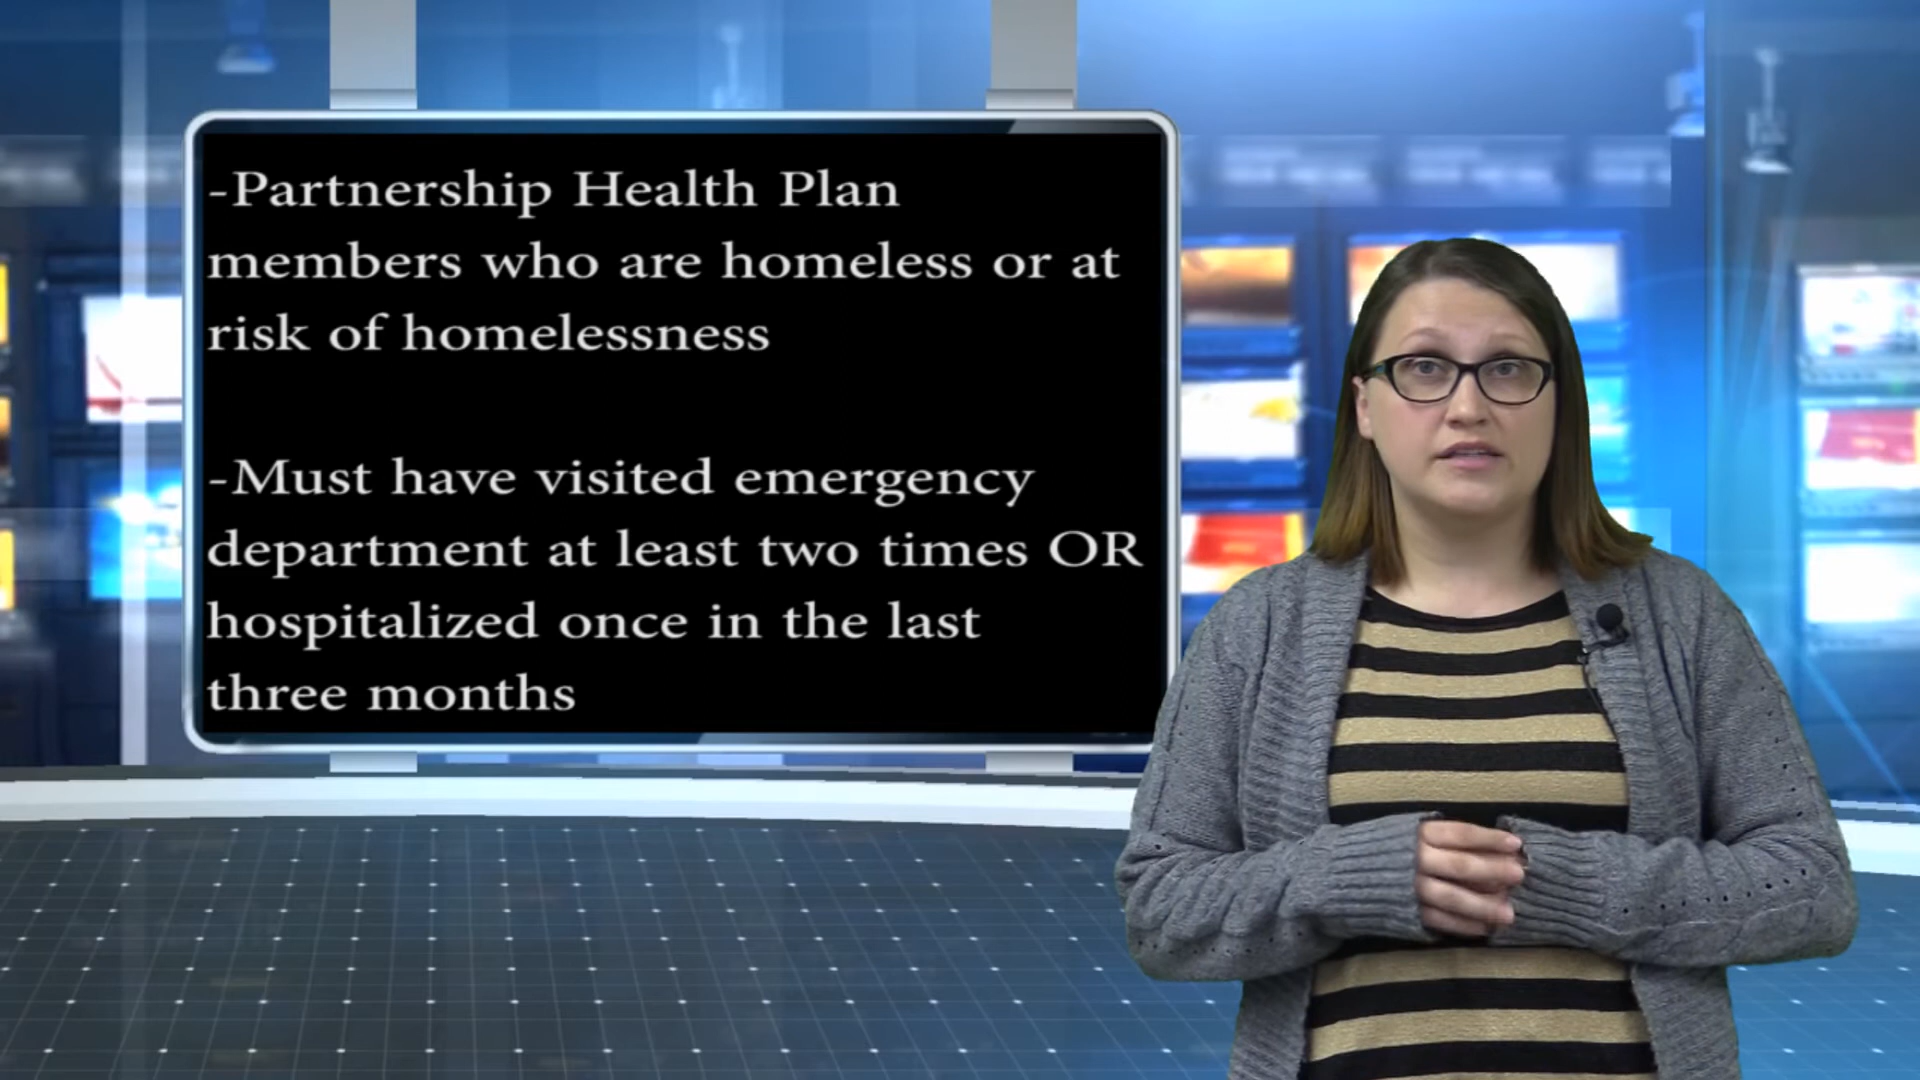 -Partnership Health Plan
members who are homeless or at
risk of homelessness
-Must have visited emergency
department at least two times OR
hospitalized once in the last
three months